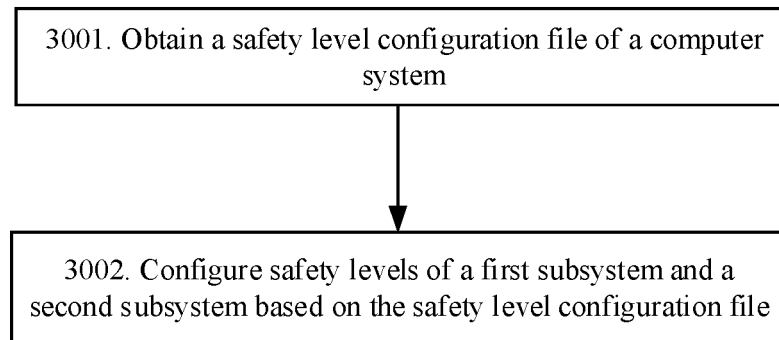 3001. Obtain a safety level configuration file of a computer
system
3002. Configure safety levels of a first subsystem and a
second subsystem based on the safety level configuration file